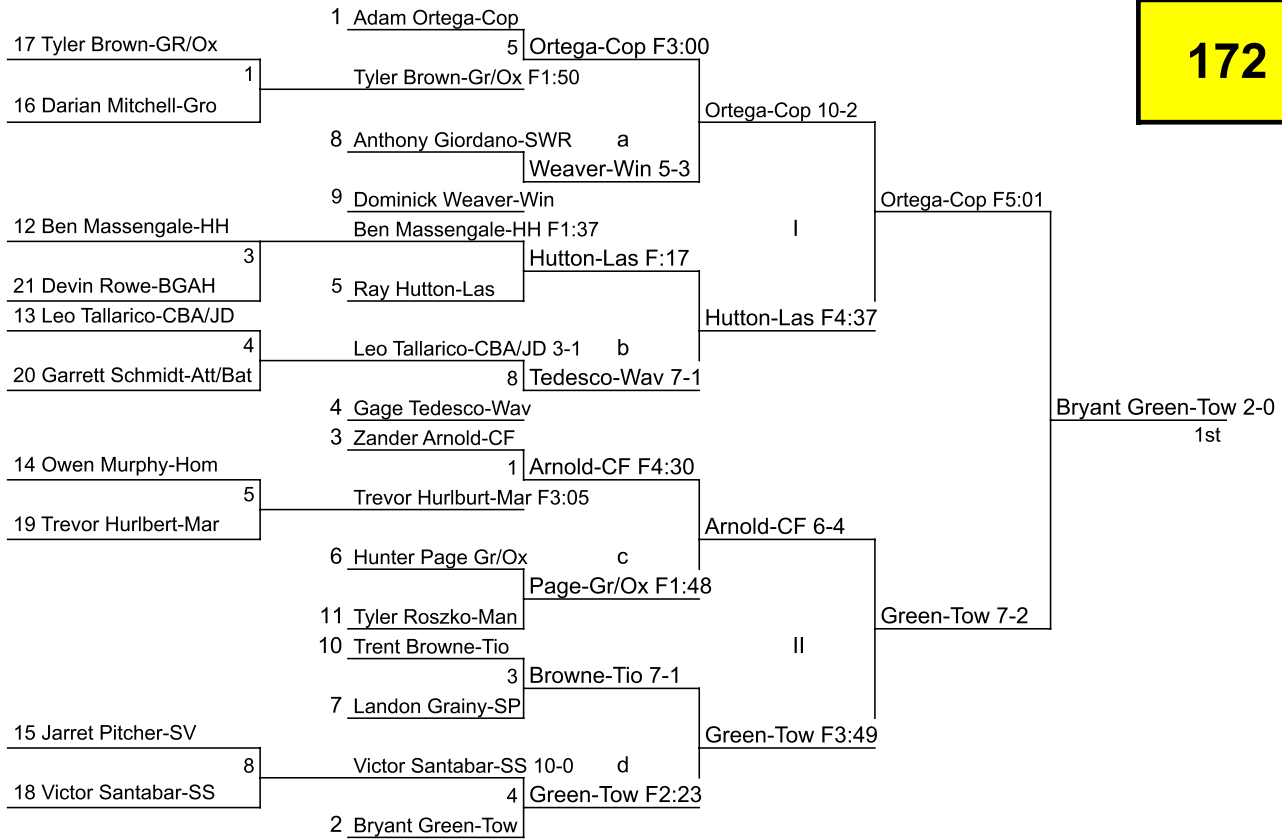 172
1 Adam Ortega-Cop
17 Tyler Brown-GR/Ox
5 Ortega-Cop F3:00
1
Tyler Brown-Gr/Ox F1:50
16 Darian Mitchell-Gro
Ortega-Cop 10-2
8 Anthony Giordano-SWR a
Weaver-Win 5-3
9 Dominick Weaver-Win
Ortega-Cop F5:01
12 Ben Massengale-HH
Ben Massengale-HH F1:37
I
3
Hutton-Las F:17
21 Devin Rowe-BGAH
5 Ray Hutton-Las
13 Leo Tallarico-CBA/JD
Hutton-Las F4:37
4
Leo Tallarico-CBA/JD 3-1 b
20 Garrett Schmidt-Att/Bat
8 Tedesco-Wav 7-1
4 Gage Tedesco-Wav
Bryant Green-Tow 2-0
1st
3 Zander Arnold-CF
14 Owen Murphy-Hom
1 Arnold-CF F4:30
5
Trevor Hurlburt-Mar F3:05
19 Trevor Hurlbert-Mar
Arnold-CF 6-4
6 Hunter Page Gr/Ox c
Page-Gr/Ox F1:48
11 Tyler Roszko-Man
Green-Tow 7-2
10 Trent Browne-Tio
II
3 Browne-Tio 7-1
7 Landon Grainy-SP
15 Jarret Pitcher-SV
Green-Tow F3:49
8
Victor Santabar-SS 10-0 d
18 Victor Santabar-SS
4 Green-Tow F2:23
2 Bryant Green-Tow